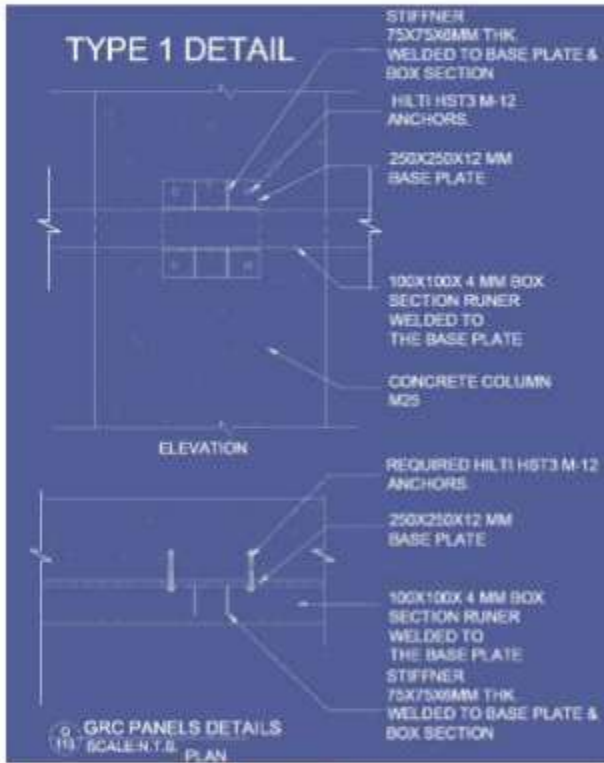 TYPE 1 DETAIL
STIFFNER
75X75X6MM THK
WELDED TO BASE PLATE &
BOX SECTION
HILTI HST3 M-12
ANCHORS.
250X250X12 MM
BASE PLATE
100X100X 4 MM BOX
SECTION RUNER
WELDED TO
THE BASE PLATE
CONCRETE COLUMN
M25
ELEVATION
REQUIRED HILTI HST3 M-12
ANCHORS
250X250X12 MM
BASE PLATE
100X100X 4 MM BOX
SECTION RUNER
WELDED TO
THE BASE PLATE
STIFFNER
75X75X6MM THK
WELDED TO BASE PLATE &
BOX SECTION
GRC PANELS DETAILS
SCALE:N.T.S.
PLAN